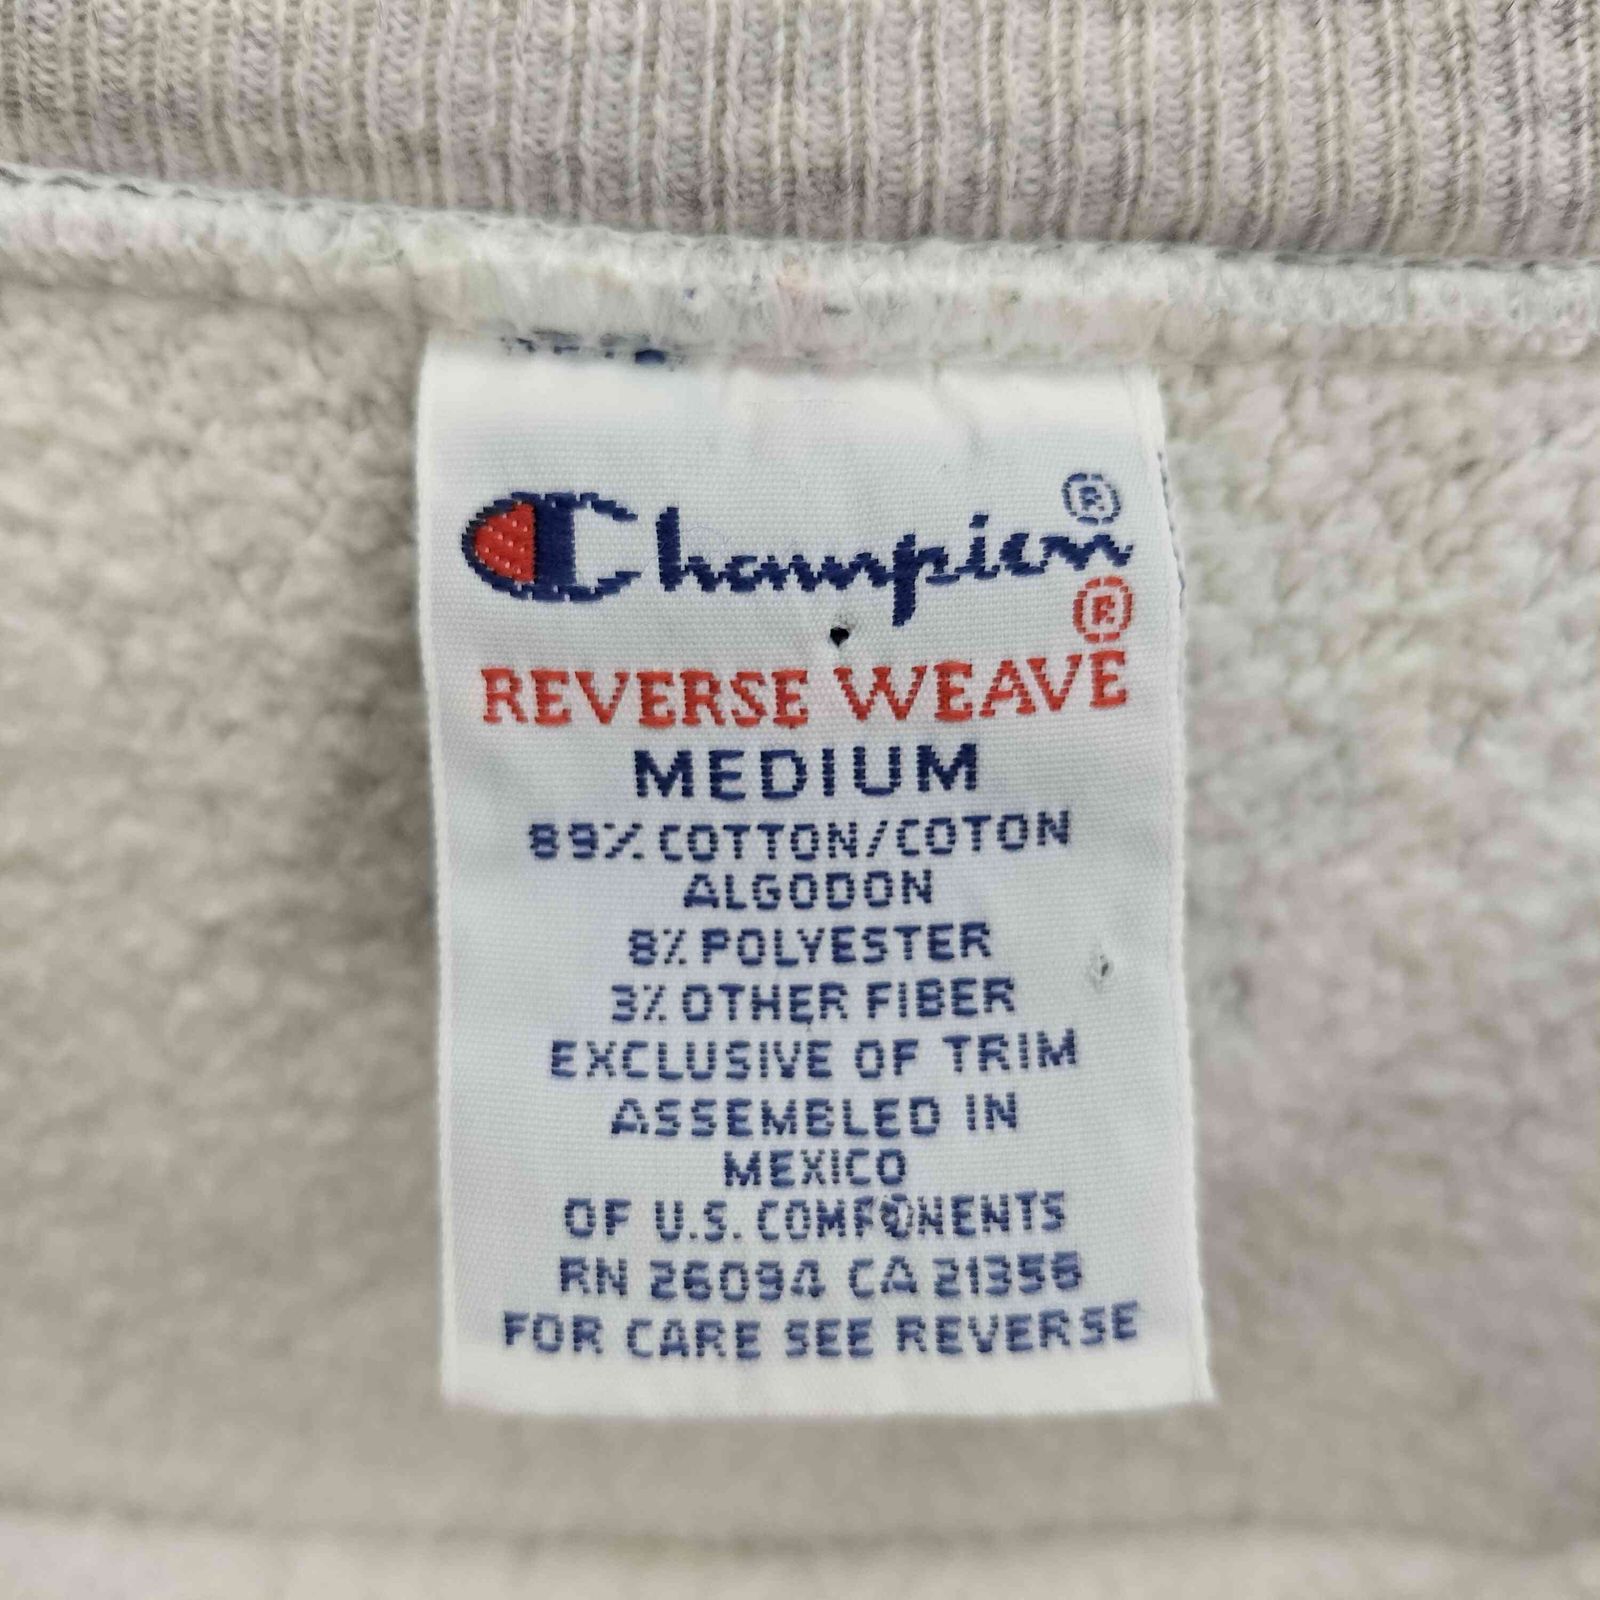 Champion®
®
REVERSE WEAVE
MEDIUM
89% COTTON/COTON
ALGODON
8% POLYESTER
3% OTHER FIBER
EXCLUSIVE OF TRIM
ASSEMBLED IN
MEXICO
OF U.S. COMPONENTS
RN 26094 CA 21356
FOR CARE SEE REVERSE